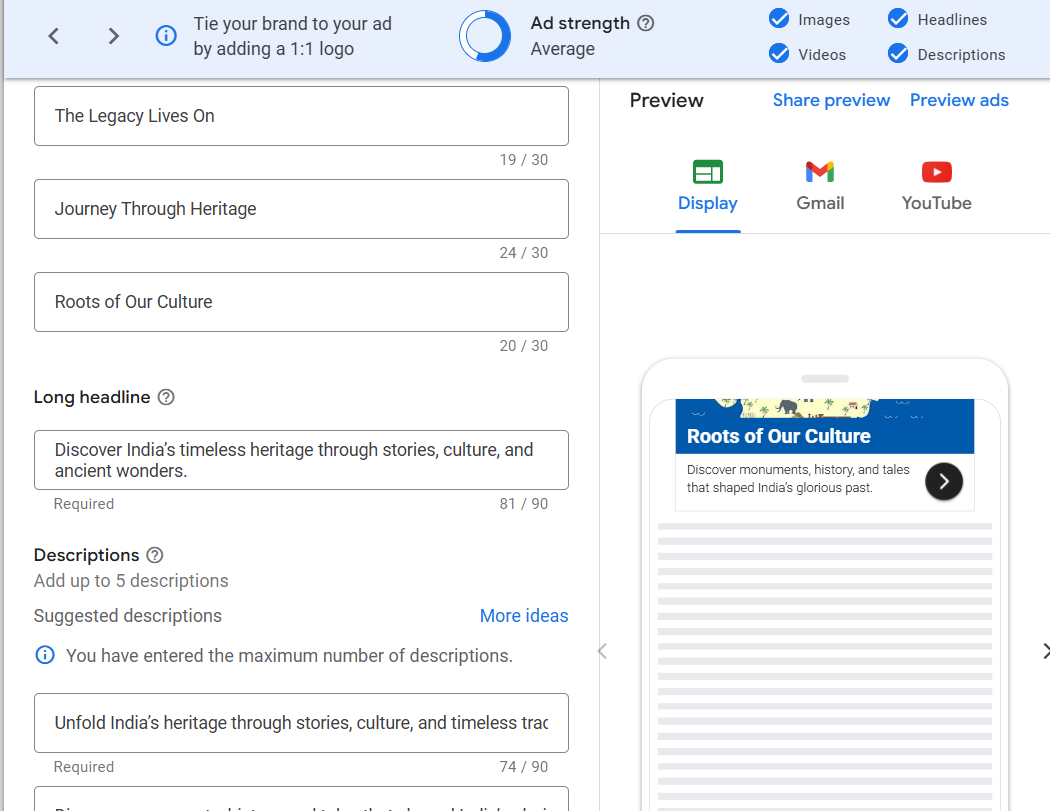 Tie your brand to your ad
by adding a 1:1 logo
Ad strength
Average
Images
Headlines
Videos
Descriptions
The Legacy Lives On
19 / 30
Journey Through Heritage
24 / 30
Roots of Our Culture
20 / 30
Long headline
Discover India’s timeless heritage through stories, culture, and
ancient wonders.
Required
81 / 90
Descriptions
Add up to 5 descriptions
Suggested descriptions
More ideas
You have entered the maximum number of descriptions.
Unfold India’s heritage through stories, culture, and timeless trac
Required
74 / 90
Preview
Share preview
Preview ads
Display
Gmail
YouTube
Roots of Our Culture
Discover monuments, history, and tales
that shaped India’s glorious past.